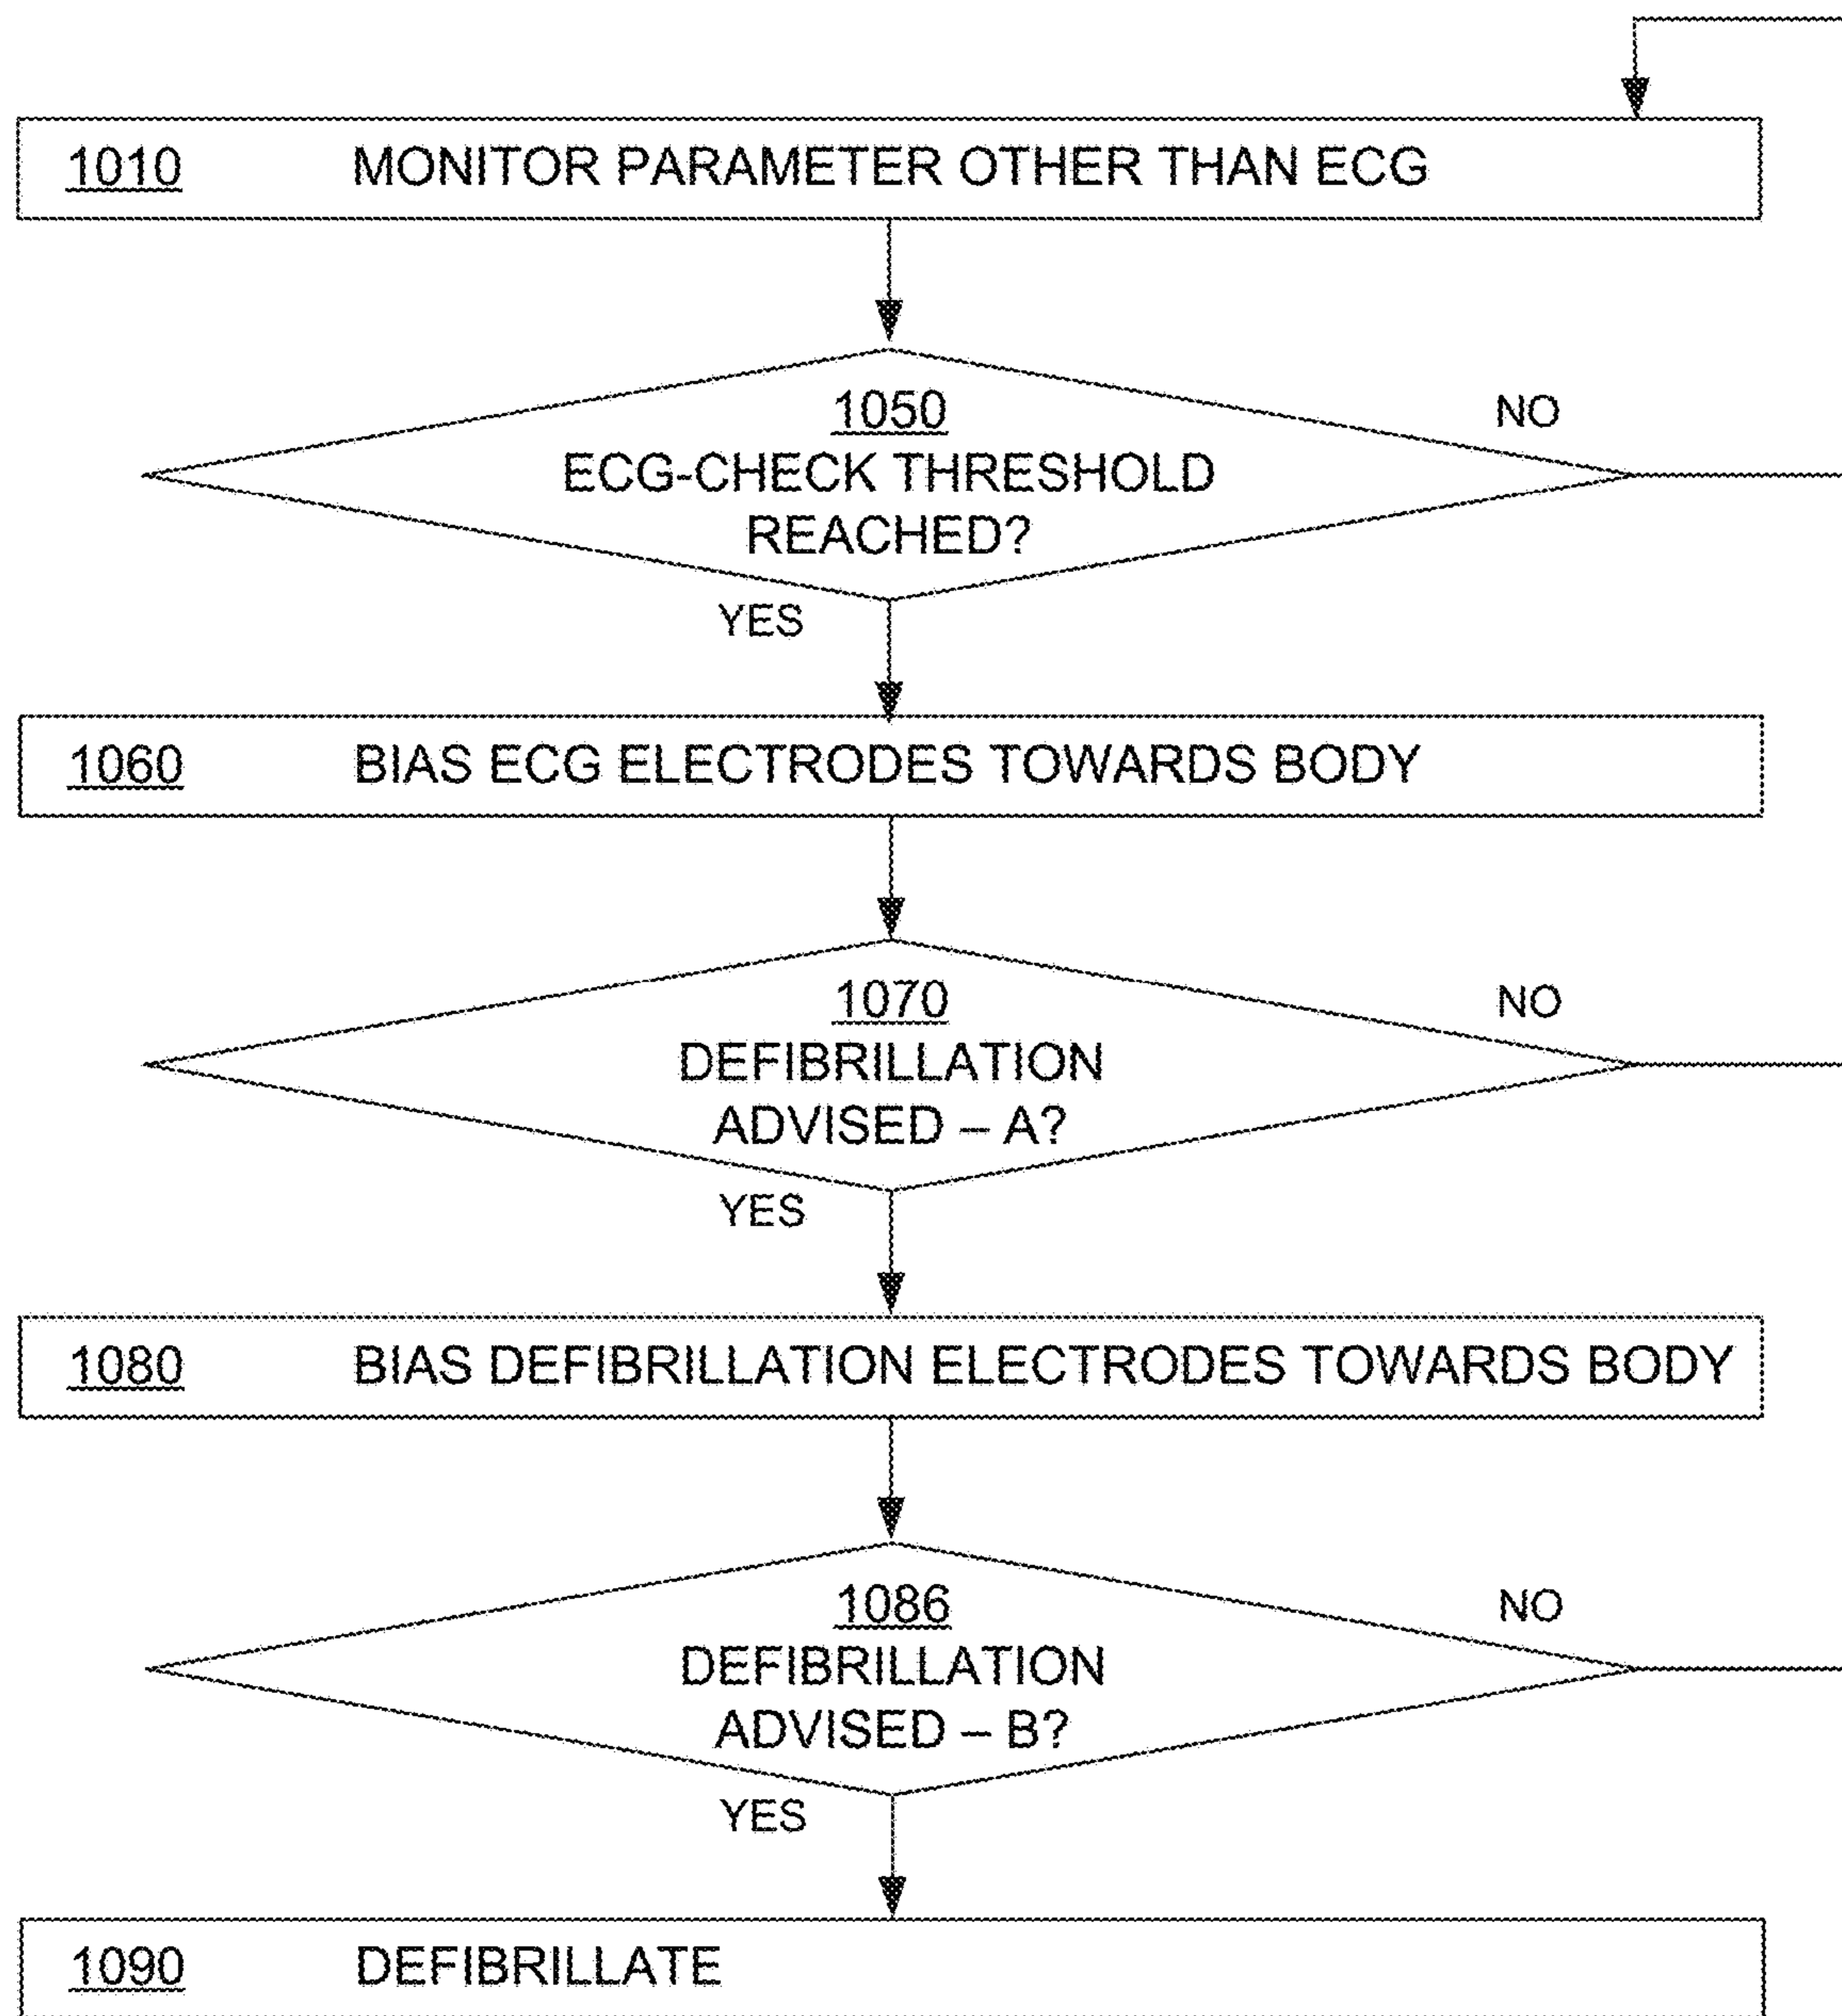 1010 MONITOR PARAMETER OTHER THAN ECG
1050
ECG-CHECK THRESHOLD
REACHED?
NO
YES
1060 BIAS ECG ELECTRODES TOWARDS BODY
1070
DEFIBRILLATION
ADVISED – A?
NO
YES
1080 BIAS DEFIBRILLATION ELECTRODES TOWARDS BODY
1086
DEFIBRILLATION
ADVISED – B?
NO
YES
1090 DEFIBRILLATE